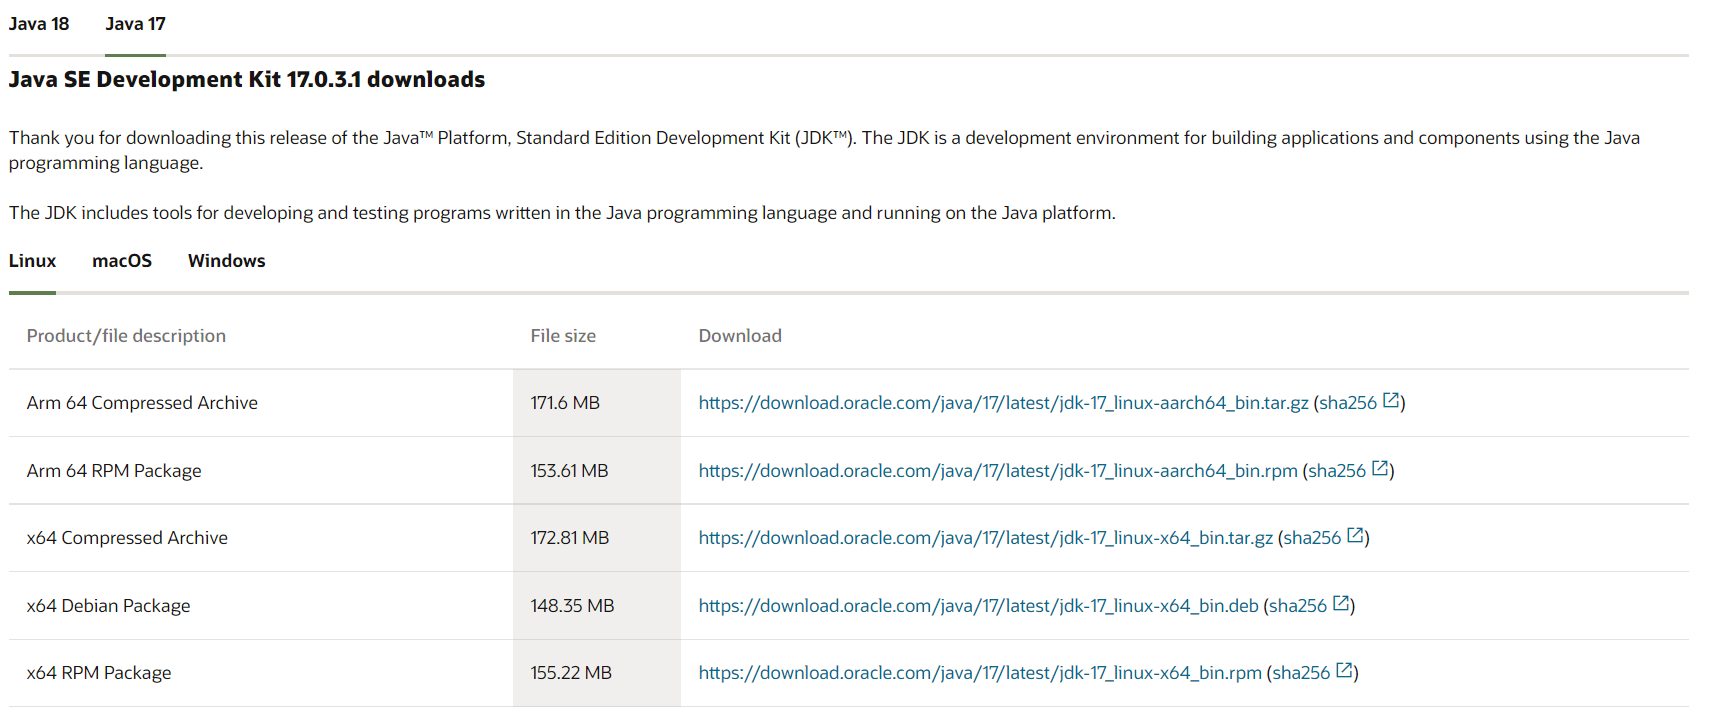 Java 18 Java 17
Java SE Development Kit 17.0.3.1 downloads
Thank you for downloading this release of the Java™ Platform, Standard Edition Development Kit (JDK™). The JDK is a development environment for building applications and components using the Java
programming language.
The JDK includes tools for developing and testing programs written in the Java programming language and running on the Java platform.
Linux macOS Windows
Product/file description File size Download
Arm 64 Compressed Archive 171.6 MB https://download.oracle.com/java/17/latest/jdk-17_linux-aarch64_bin.tar.gz (sha256)
Arm 64 RPM Package 153.61 MB https://download.oracle.com/java/17/latest/jdk-17_linux-aarch64_bin.rpm (sha256)
x64 Compressed Archive 172.81 MB https://download.oracle.com/java/17/latest/jdk-17_linux-x64_bin.tar.gz (sha256)
x64 Debian Package 148.35 MB https://download.oracle.com/java/17/latest/jdk-17_linux-x64_bin.deb (sha256)
x64 RPM Package 155.22 MB https://download.oracle.com/java/17/latest/jdk-17_linux-x64_bin.rpm (sha256)